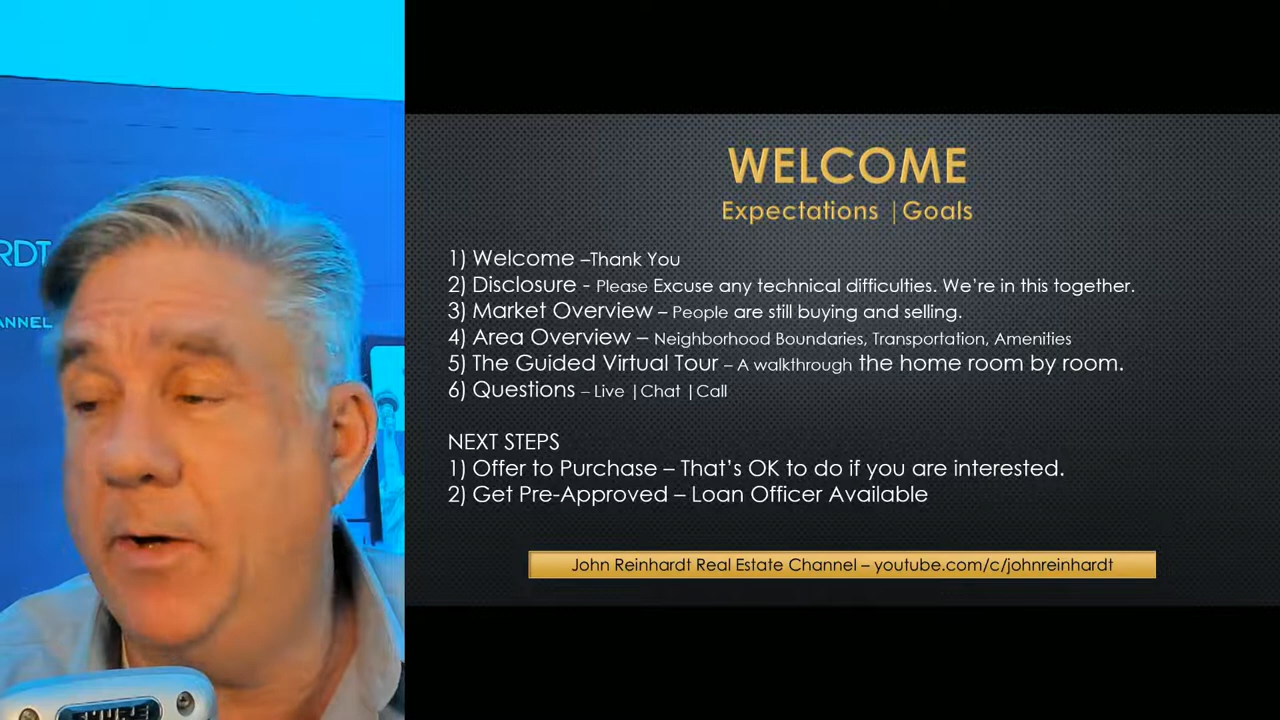 WELCOME
Expectations | Goals
1) Welcome –Thank You
2) Disclosure - Please Excuse any technical difficulties. We're in this together.
3) Market Overview – People are still buying and selling.
4) Area Overview – Neighborhood Boundaries, Transportation, Amenities
5) The Guided Virtual Tour – A walkthrough the home room by room.
6) Questions – Live |Chat |Call
NEXT STEPS
1) Offer to Purchase – That's OK to do if you are interested.
2) Get Pre-Approved – Loan Officer Available
John Reinhardt Real Estate Channel – youtube.com/c/johnreinhardt
RDT
ANNEL
SHURE